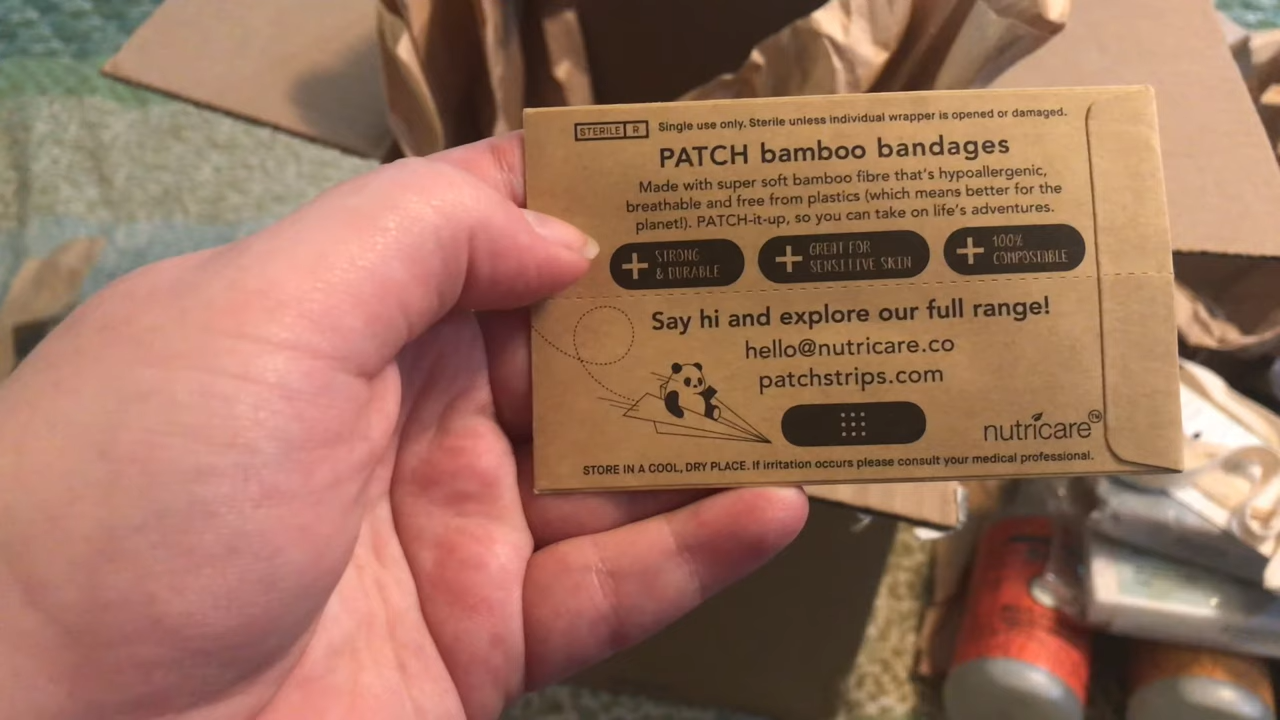 STERILE R Single use only. Sterile unless individual wrapper is opened or damaged.
PATCH bamboo bandages
Made with super soft bamboo fibre that's hypoallergenic,
breathable and free from plastics (which means better for the
planet!). PATCH-it-up, so you can take on life's adventures.
STRONG
& DURABLE
GREAT FOR
SENSITIVE SKIN
100%
COMPOSTABLE
Say hi and explore our full range!
hello@nutricare.co
patchstrips.com
nutricare™
STORE IN A COOL, DRY PLACE. If irritation occurs please consult your medical professional.